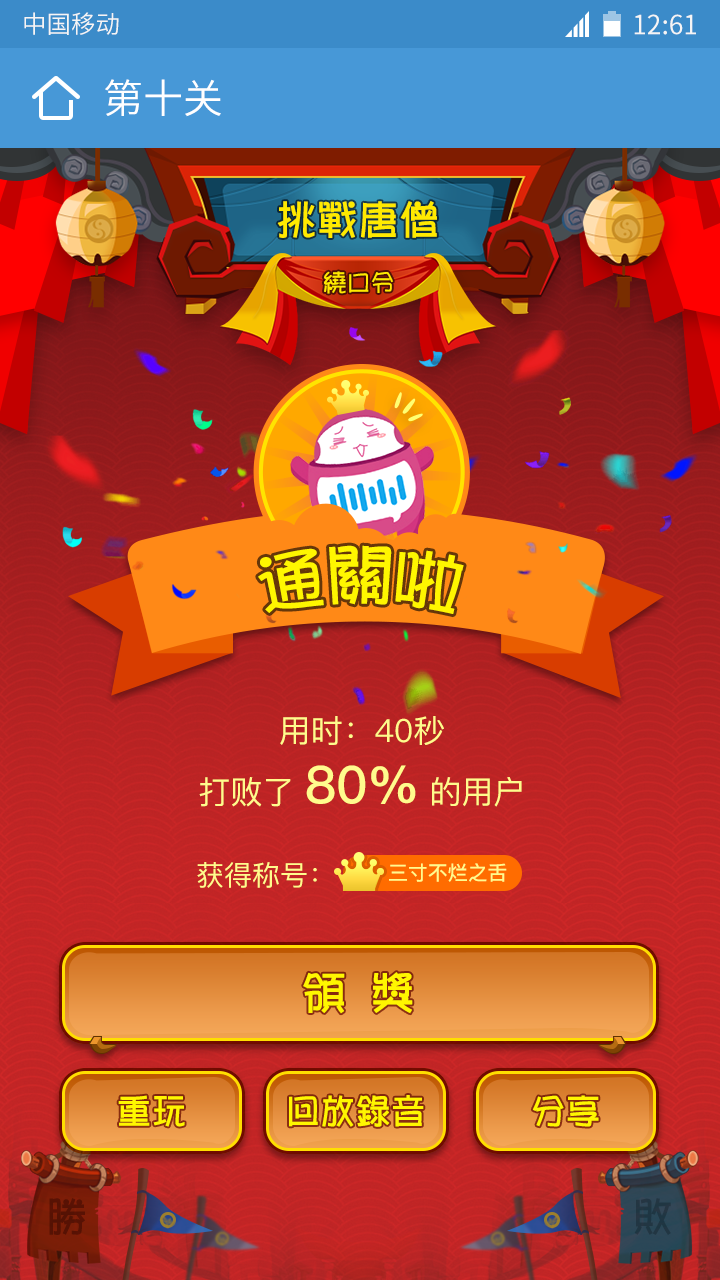 中国移动 12:61
第十关
挑戰唐僧
繞口令
通關啦
用时：40秒
打败了 80% 的用户
获得称号： 三寸不烂之舌
領 獎
重玩 回放錄音 分享
勝 敗